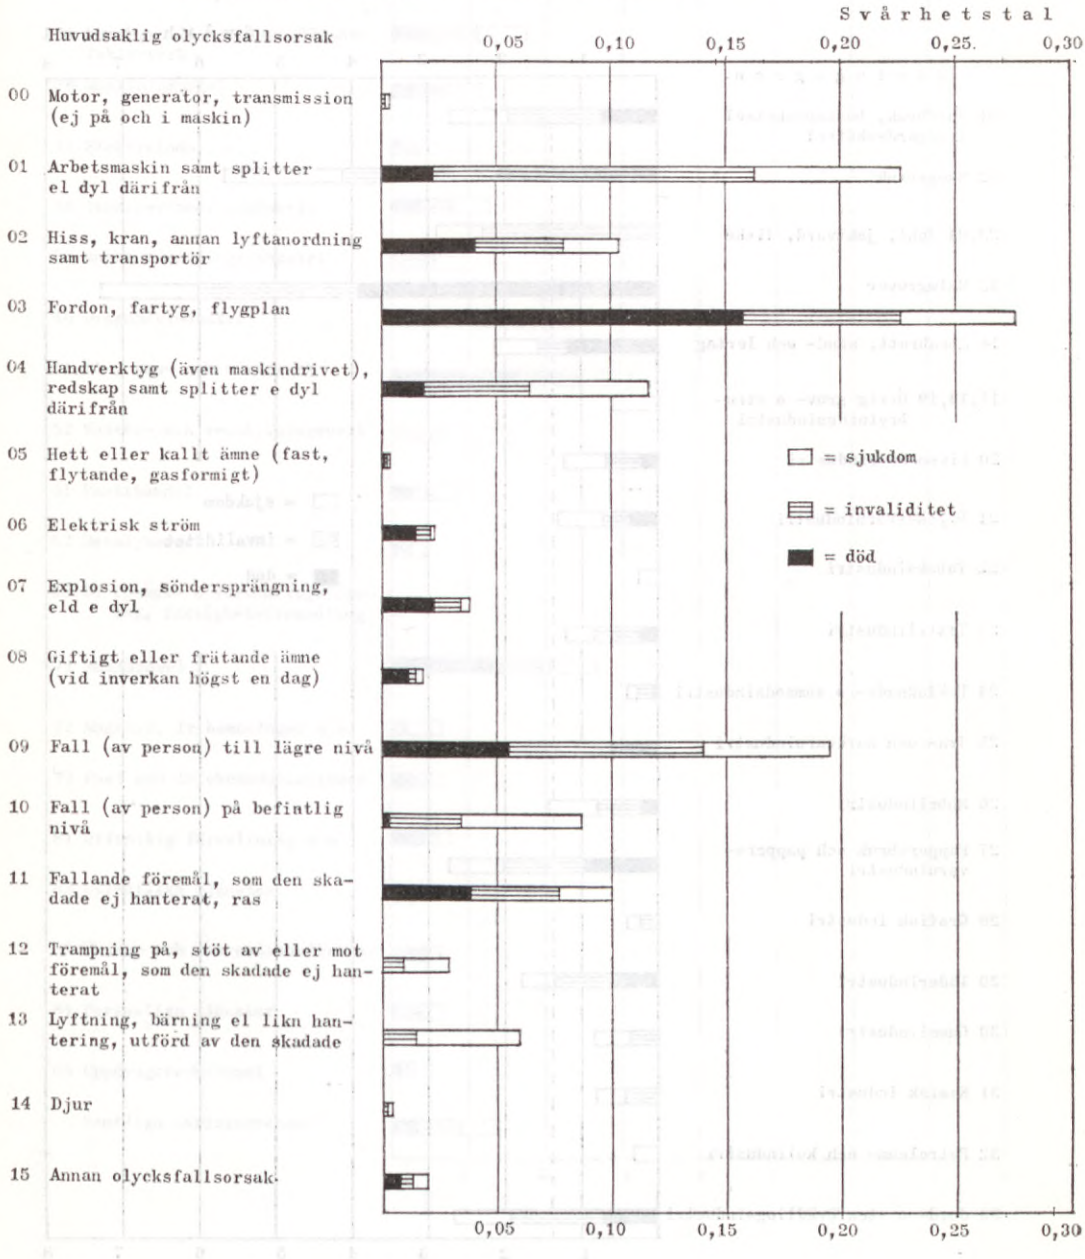 Svårhetstal
Huvudsaklig olycksfallsorsak 0,05 0,10 0,15 0,20 0,25. 0,30
00 Motor, generator, transmission
(ej på och i maskin)
01 Arbetsmaskin samt splitter
el dyl därifrån
02 Hiss, kran, annan lyftanordning
samt transportör
03 Fordon, fartyg, flygplan
04 Handverktyg (även maskindrivet),
redskap samt splitter e dyl
därifrån
05 Hett eller kallt ämne (fast,
flytande, gasformigt)
= sjukdom
= invaliditet
= död
06 Elektrisk ström
07 Explosion, söndersprängning,
eld e dyl
08 Giftigt eller frätande ämne
(vid inverkan högst en dag)
09 Fall (av person) till lägre nivå
10 Fall (av person) på befintlig
nivå
11 Fallande föremål, som den ska-
dade ej hanterat, ras
12 Trampning på, stöt av eller mot
föremål, som den skadade ej han-
terat
13 Lyftning, bärning el likn han-
tering, utförd av den skadade
14 Djur
15 Annan olycksfallsorsak.
0,05 0,10 0,15 0,20 0,25 0,30